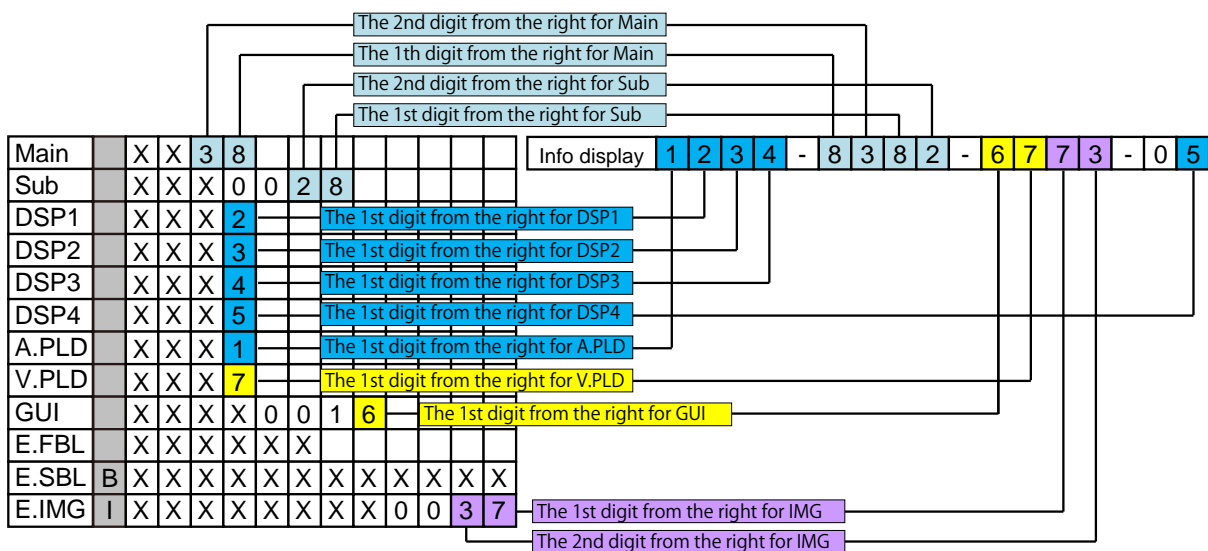 The 2nd digit from the right for Main
The 1th digit from the right for Main
The 2nd digit from the right for Sub
The 1st digit from the right for Sub
Main X X 3 8
Info display 1 2 3 4 - 8 3 8 2 - 6 7 7 3 - 0 5
Sub X X X 0 0 2 8
DSP1 X X X 2 The 1st digit from the right for DSP1
DSP2 X X X 3 The 1st digit from the right for DSP2
DSP3 X X X 4 The 1st digit from the right for DSP3
DSP4 X X X 5 The 1st digit from the right for DSP4
A.PLD X X X 1 The 1st digit from the right for A.PLD
V.PLD X X X 7 The 1st digit from the right for V.PLD
GUI X X X X 0 0 1 6 The 1st digit from the right for GUI
E.FBL X X X X X X
E.SBL B X X X X X X X X X X X X
E.IMG I X X X X X X X X 0 0 3 7 The 1st digit from the right for IMG
The 2nd digit from the right for IMG